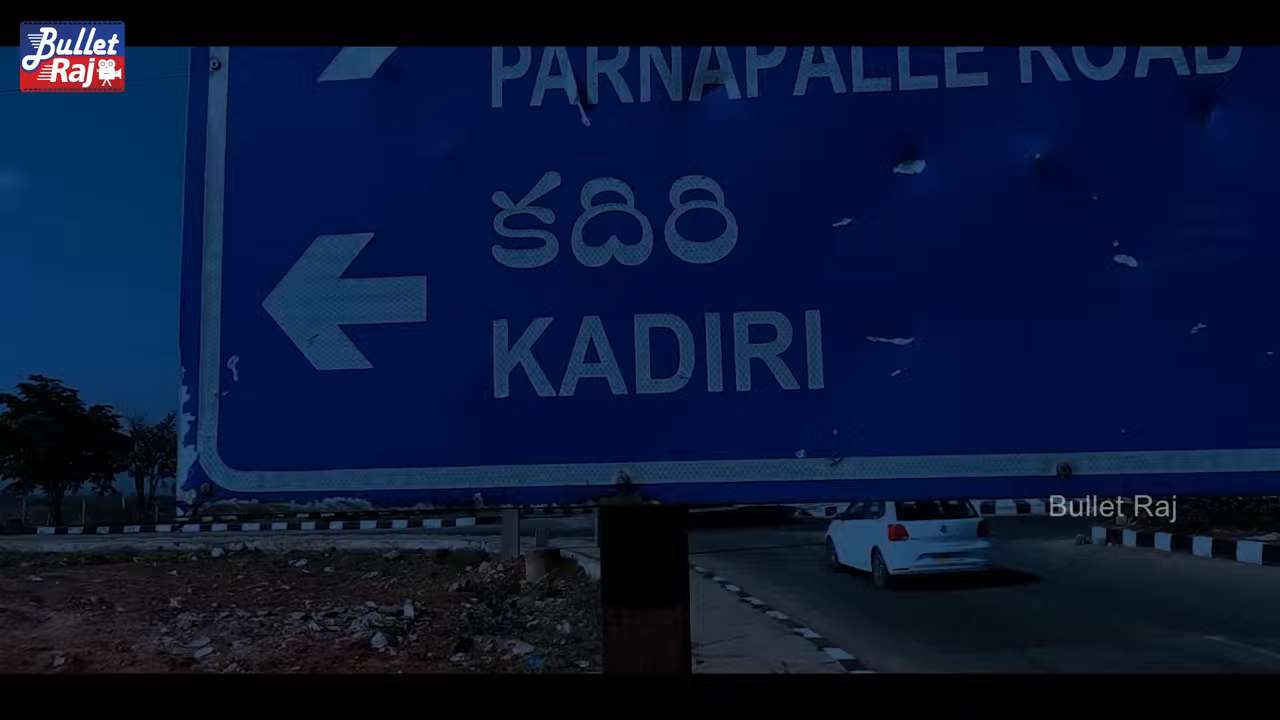 Bullet
Raj
PARNAPALLE ROAD
కదిరి
KADIRI
Bullet Raj